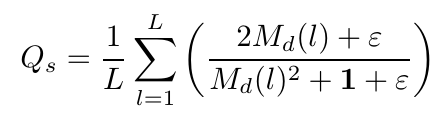 $$Q_s = \frac{1}{L} \sum_{l=1}^{L} \left( \frac{2M_d(l) + \varepsilon}{M_d(l)^2 + \mathbf{1} + \varepsilon} \right)$$